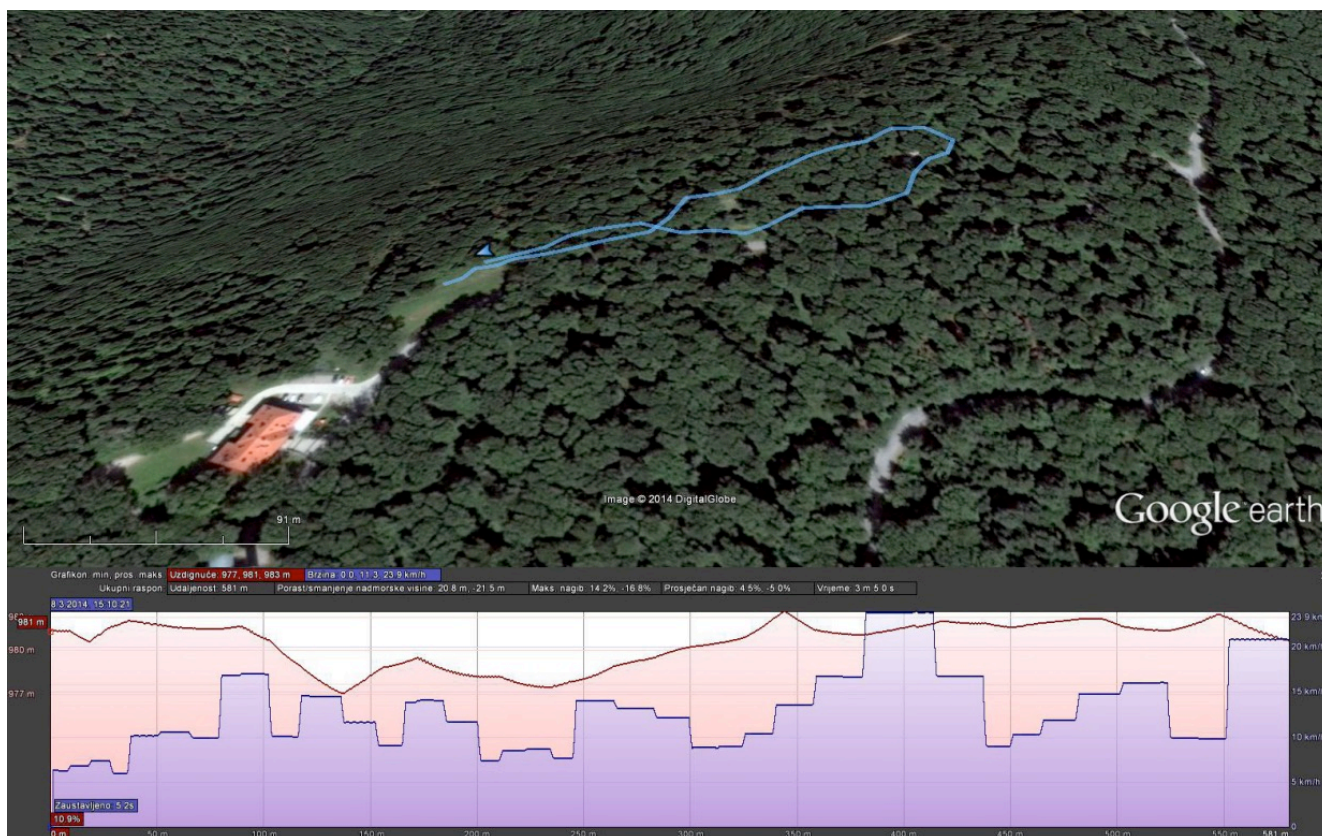 Image © 2014 DigitalGlobe
Google earth
91 m
Grafikon: min, pros. maks. Uzdignuće: 977, 981, 983 m Brzina: 0.0, 11.3, 23.9 km/h
Ukupni raspon: Udaljenost: 581 m Porast/smanjenje nadmorske visine: 20.8 m, -21.5 m Maks. nagib: 14.2%, -16.8% Prosječan nagib: 4.5%, -5.0% Vrijeme: 3 m 5.0 s
8.3.2014. 15:10:21
981 m
23.9 km/
20 km/h
980 m
977 m
15 km/h
10 km/h
5 km/h
Zaustavljeno: 5.2s
10.9%
0 m 50 m 100 m 150 m 200 m 250 m 300 m 350 m 400 m 450 m 500 m 550 m 581 m 0